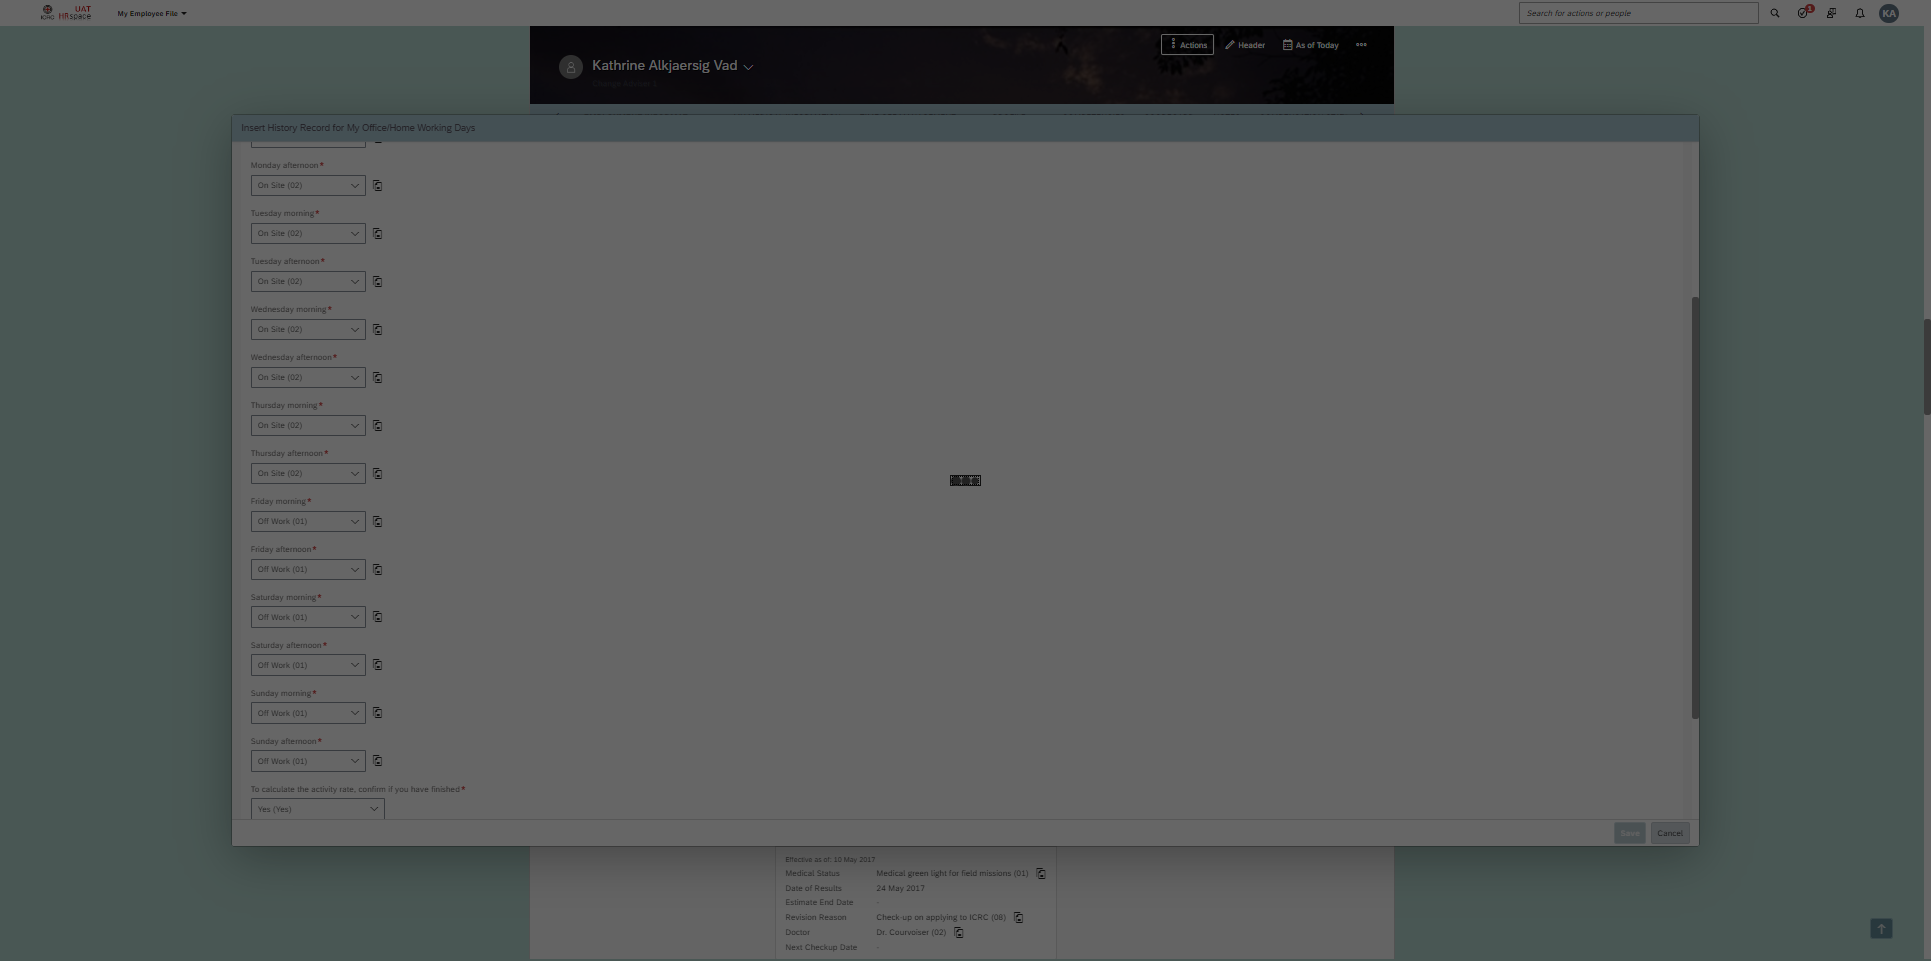 ICRC
UAT
HRspace
My Employee File
Search for actions or people
1
KA
Actions
Header
As of Today
Kathrine Alkjaersig Vad
Insert History Record for My Office/Home Working Days
Monday afternoon*
On Site (02)
Tuesday morning*
On Site (02)
Tuesday afternoon*
On Site (02)
Wednesday morning*
On Site (02)
Wednesday afternoon*
On Site (02)
Thursday morning*
On Site (02)
Thursday afternoon*
On Site (02)
Friday morning*
Off Work (01)
Friday afternoon*
Off Work (01)
Saturday morning*
Off Work (01)
Saturday afternoon*
Off Work (01)
Sunday morning*
Off Work (01)
Sunday afternoon*
Off Work (01)
To calculate the activity rate, confirm if you have finished*
Yes (Yes)
Save
Cancel
Effective as of: 10 May 2017
Medical Status Medical green light for field missions (01)
Date of Results 24 May 2017
Estimate End Date -
Revision Reason Check-up on applying to ICRC (08)
Doctor Dr. Courvoiser (02)
Next Checkup Date -